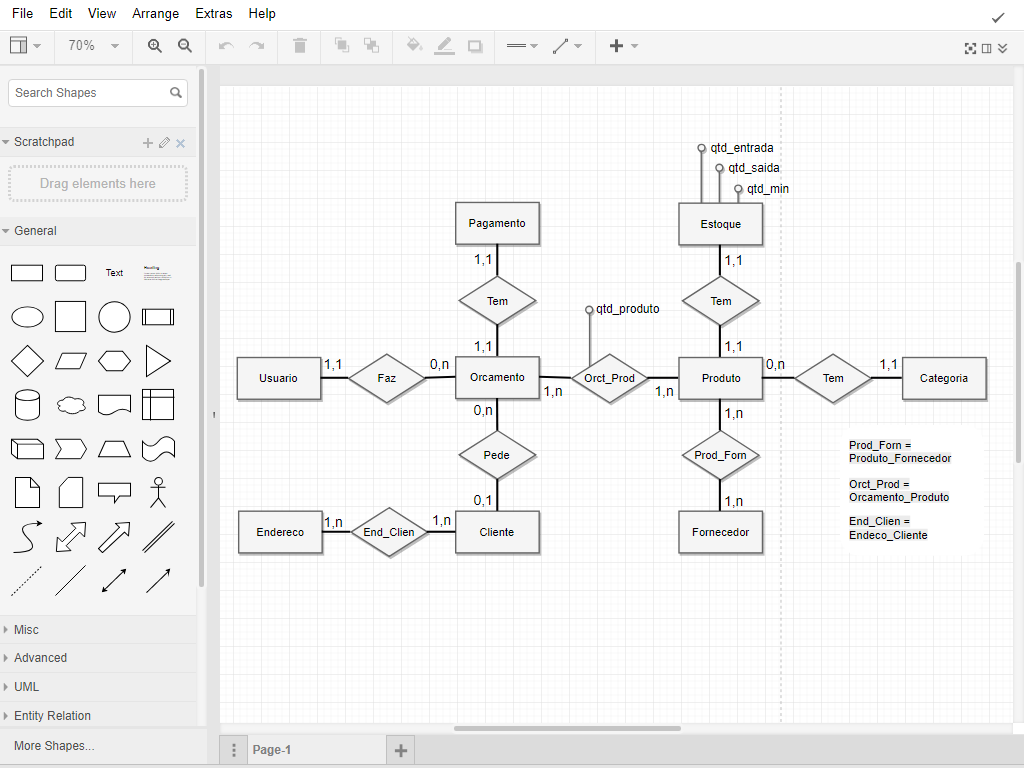 File Edit View Arrange Extras Help
70%
Search Shapes
Scratchpad
Drag elements here
General
Text
Heading
Misc
Advanced
UML
Entity Relation
More Shapes...
qtd_entrada
qtd_saida
qtd_min
Pagamento
Estoque
1,1
1,1
Tem
Tem
qtd_produto
1,1
1,1
Usuario
1,1
Faz
0,n
Orcamento
1,n
Orct_Prod
1,n
Produto
0,n
Tem
1,1
Categoria
0,n
1,n
Pede
Prod_Forn
0,1
1,n
Endereco
1,n
End_Clien
1,n
Cliente
Fornecedor
Prod_Forn =
Produto_Fornecedor
Orct_Prod =
Orcamento_Produto
End_Clien =
Endeco_Cliente
Page-1